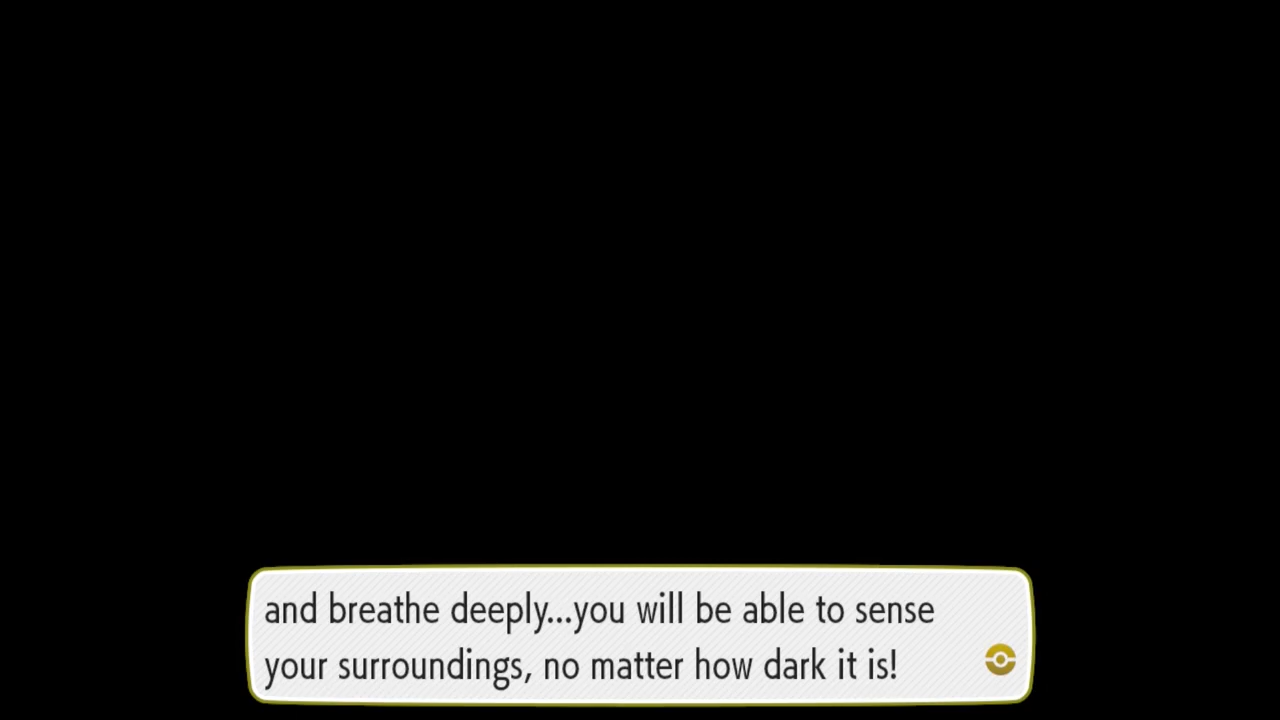 and breathe deeply...you will be able to sense
your surroundings, no matter how dark it is!